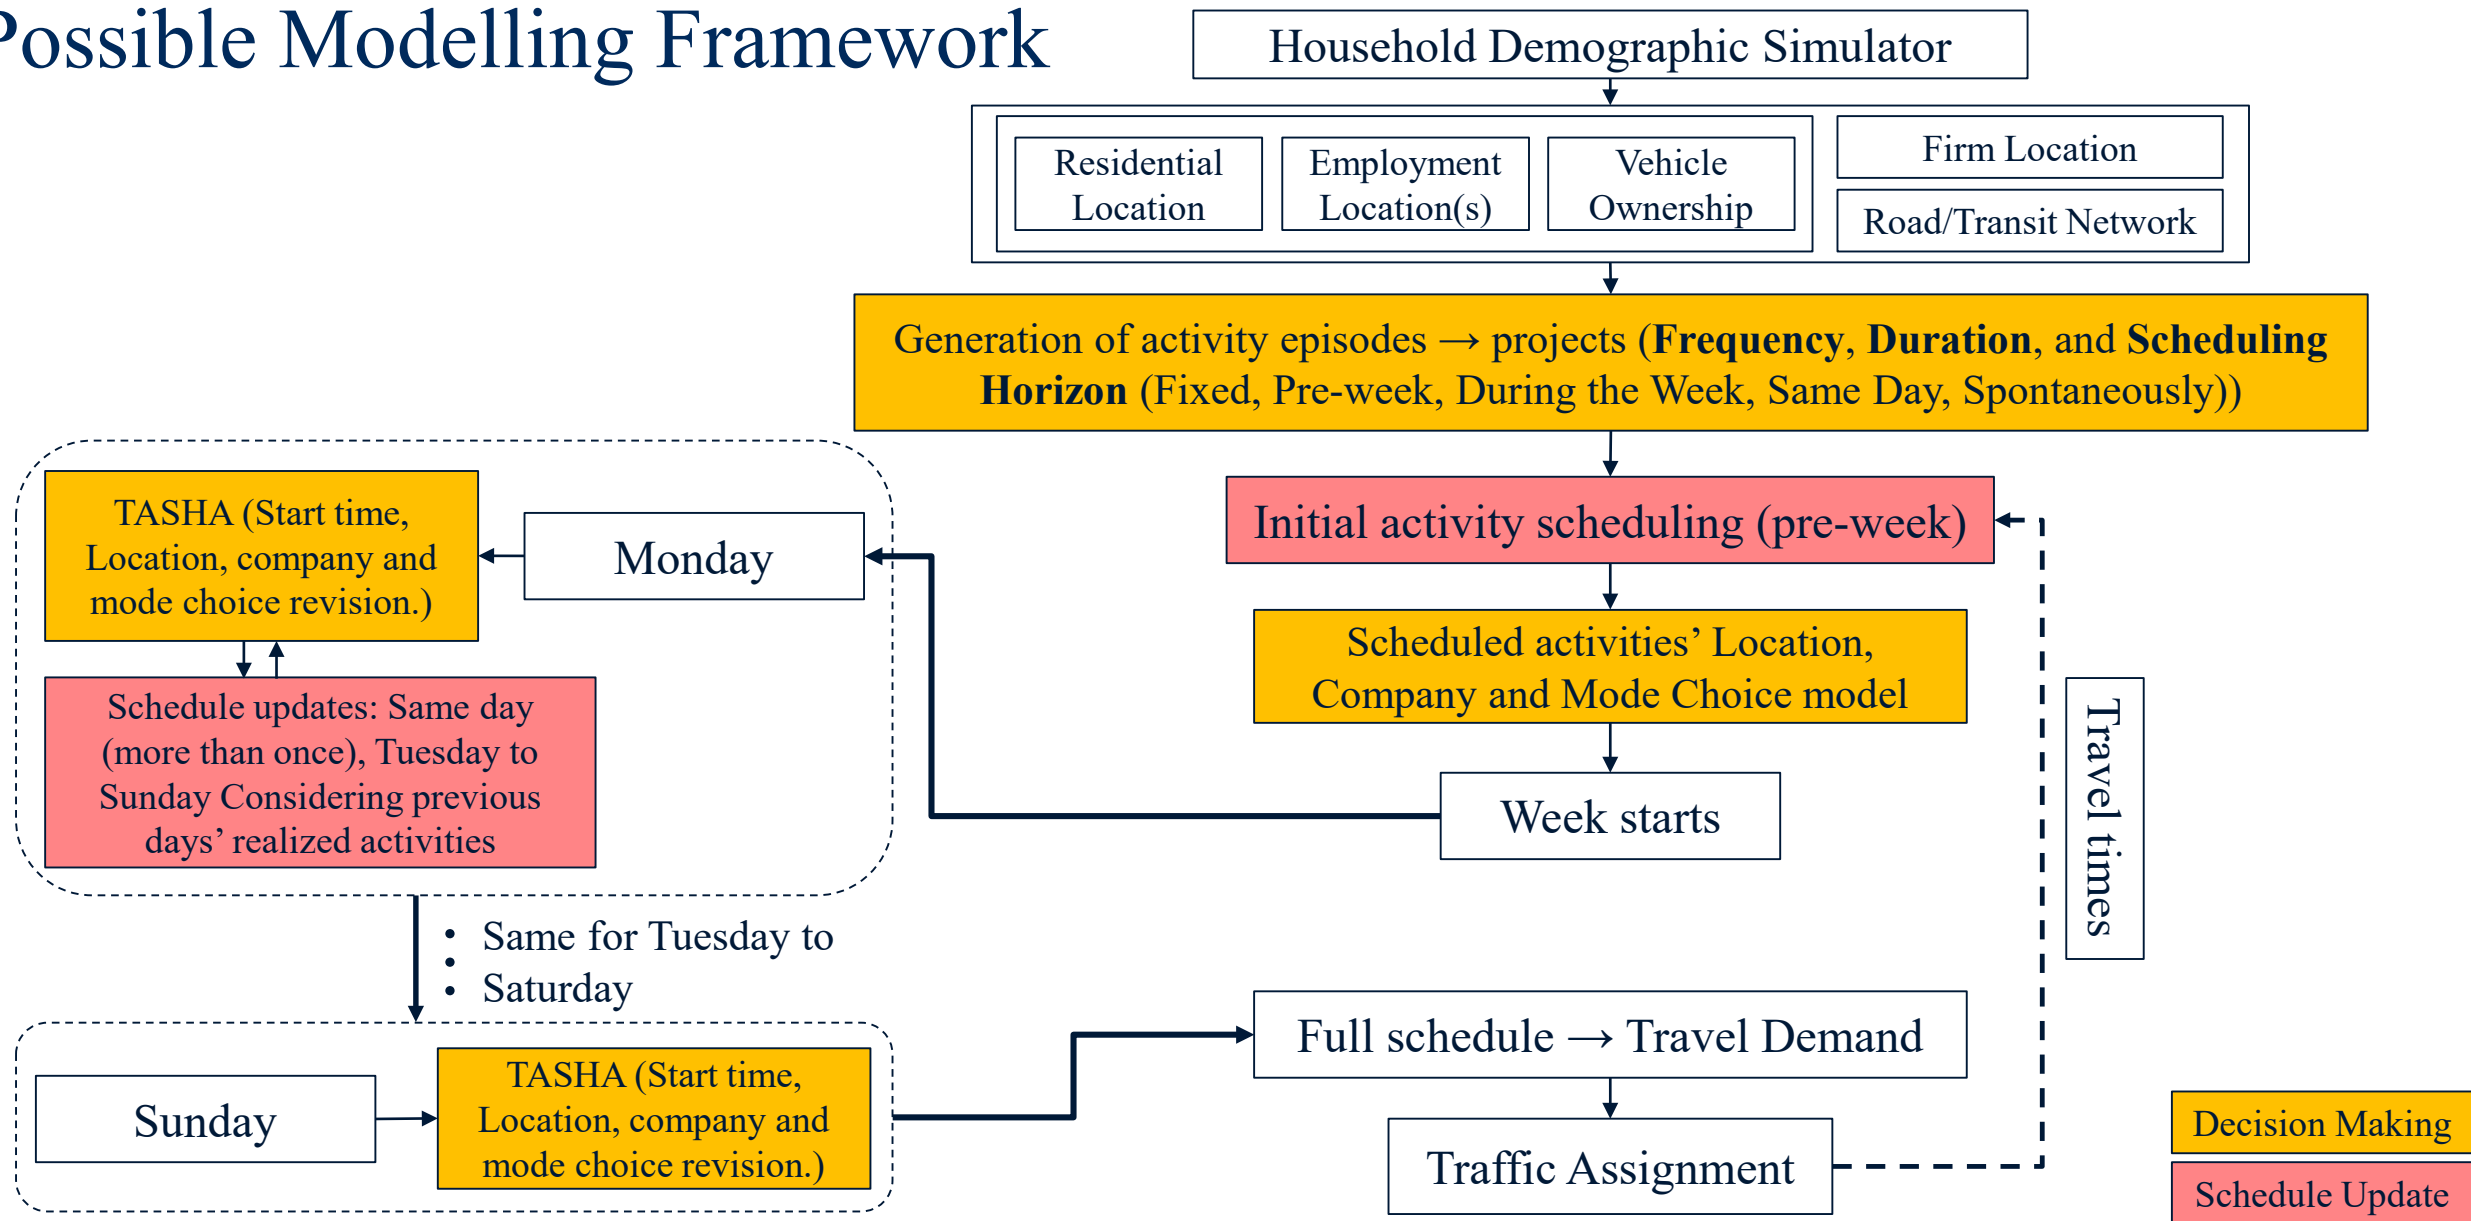 Possible Modelling Framework
Household Demographic Simulator
Residential
Location
Employment
Location(s)
Vehicle
Ownership
Firm Location
Road/Transit Network
Generation of activity episodes → projects (Frequency, Duration, and Scheduling
Horizon (Fixed, Pre-week, During the Week, Same Day, Spontaneously))
Initial activity scheduling (pre-week)
Scheduled activities’ Location,
Company and Mode Choice model
Week starts
Travel times
Monday
TASHA (Start time,
Location, company and
mode choice revision.)
Schedule updates: Same day
(more than once), Tuesday to
Sunday Considering previous
days’ realized activities
• Same for Tuesday to
•
• Saturday
Sunday
TASHA (Start time,
Location, company and
mode choice revision.)
Full schedule → Travel Demand
Traffic Assignment
Decision Making
Schedule Update